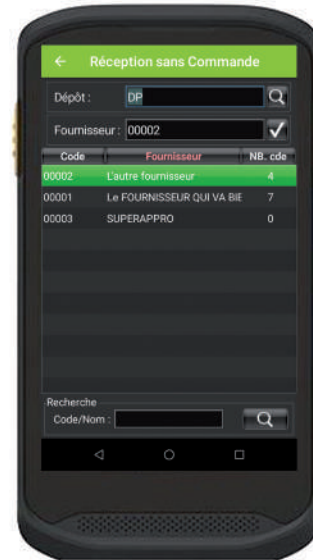 Réception sans Commande
Dépôt : DP
Fournisseur : 00002
Code Fournisseur NB. cde
00002 L'autre fournisseur 4
00001 Le FOURNISSEUR QUI VA BIE 7
00003 SUPERAPPRO 0
Recherche
Code/Nom :